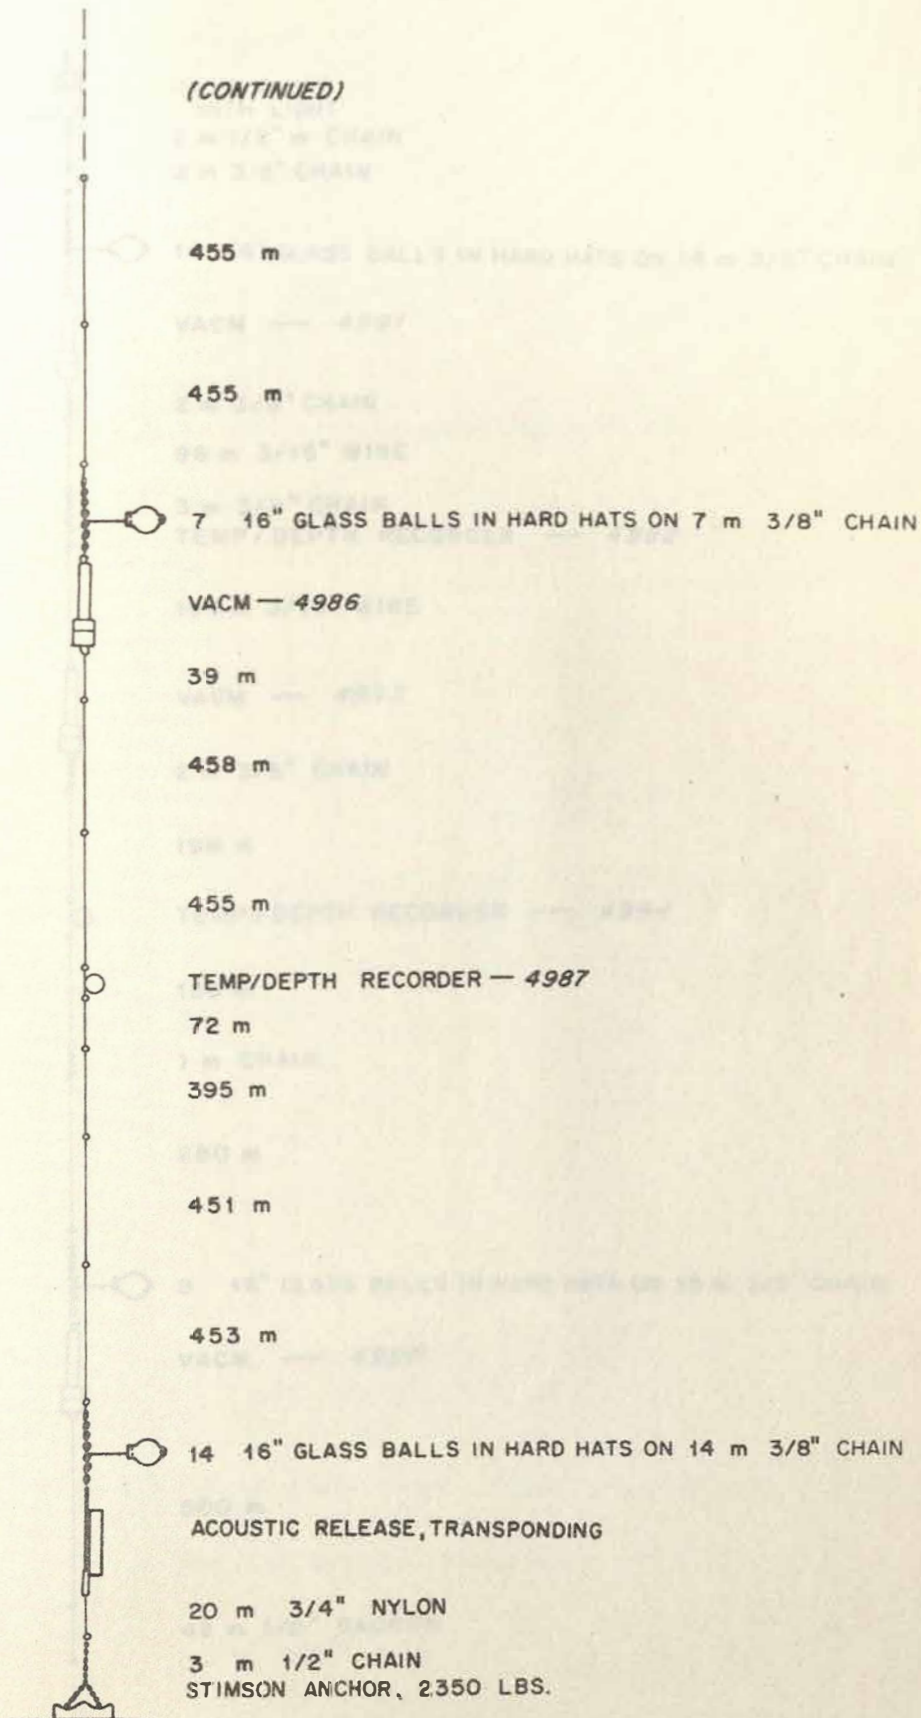 (CONTINUED)
455 m
455 m
7 16" GLASS BALLS IN HARD HATS ON 7 m 3/8" CHAIN
VACM — 4986
39 m
458 m
455 m
TEMP/DEPTH RECORDER — 4987
72 m
395 m
451 m
453 m
14 16" GLASS BALLS IN HARD HATS ON 14 m 3/8" CHAIN
ACOUSTIC RELEASE, TRANSPONDING
20 m 3/4" NYLON
3 m 1/2" CHAIN
STIMSON ANCHOR, 2350 LBS.